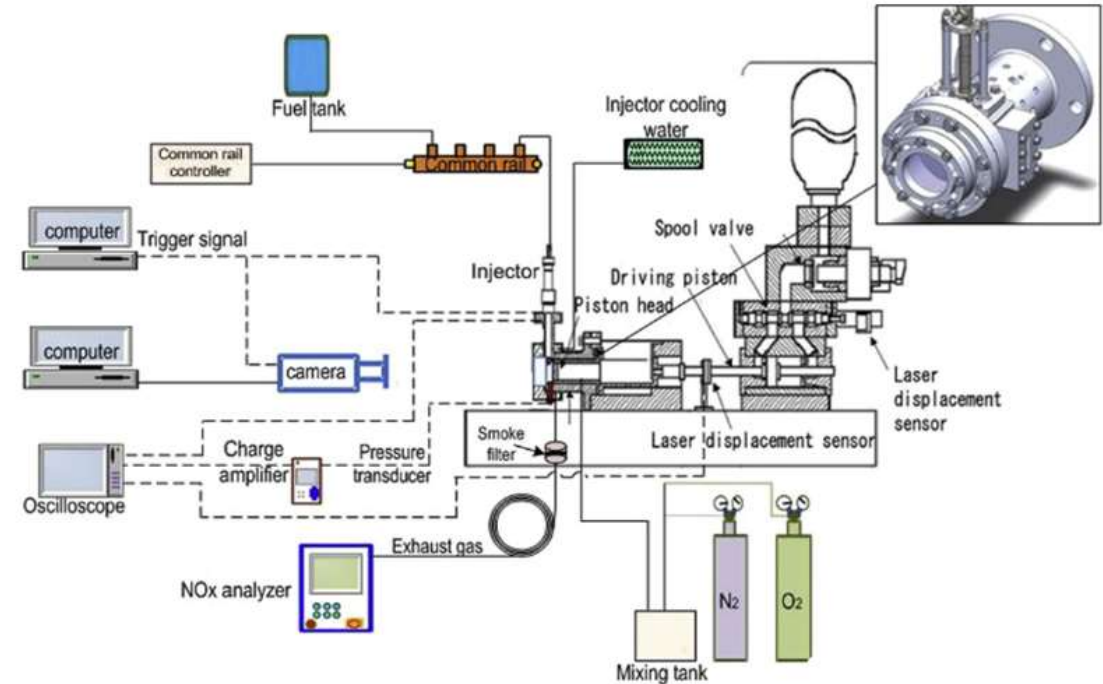 Fuel tank
Injector cooling
water
Common rail
controller
Common rail
computer
Trigger signal
Spool valve
Injector
Driving piston
Piston head
computer
camera
Laser
displacement
sensor
Smoke
filter
Laser displacement sensor
Charge
amplifier
Pressure
transducer
Oscilloscope
Exhaust gas
NOx analyzer
N2
O2
Mixing tank